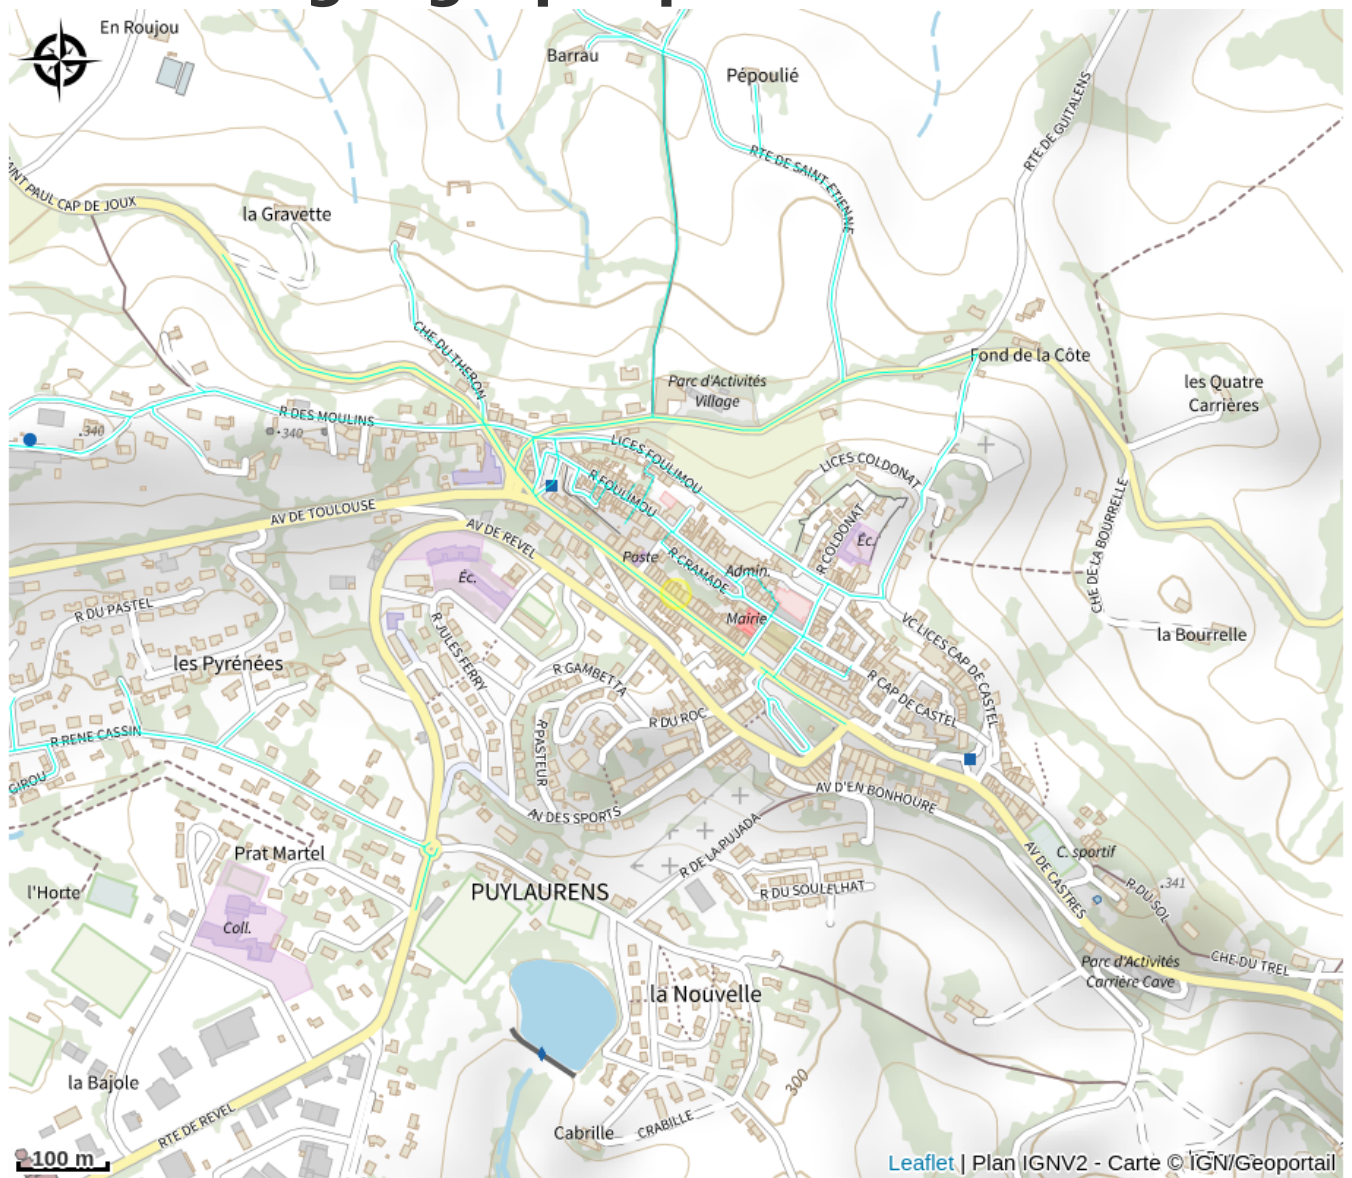 En Roujou
Barrau
Pépoulié
RTE DE GUITALENS
RTE DE SAINT-ETIENNE
SAINT PAUL CAP DE JOUX
la Gravette
CHE DU THERON
Fond de la Côte
Parc d'Activités
Village
les Quatre
Carrières
R DES MOULINS
.340
340
LICES FOULIMOU
LICES COLDONAT
R FOULIMOU
AV DE TOULOUSE
AV DE REVEL
R COLDONAT
Éc.
CHE DE LA BOURRELLE
Poste
R CRAMADE
Admin.
Éc.
R DU PASTEL
Mairie
R JULES FERRY
VC LICES CAP DE CASTEL
la Bourrelle
les Pyrénées
R GAMBETTA
R CAP DE CASTEL
R DU ROC
R RENE CASSIN
R PASTEUR
GIROU
AV D'EN BONHOURE
AV DES SPORTS
R DE LA RUJADA
Prat Martel
C. sportif
AV DE CASTRES
l'Horte
PUYLAURENS
R DU SOULELHAT
.341
R DU SOL
Coll.
Parc d'Activités
Carrière Cave
CHE DU TREL
la Nouvelle
la Bajole
300
RTE DE REVEL
Cabrille
CRABILLE
100 m
Leaflet | Plan IGNV2 - Carte © IGN/Geoportail